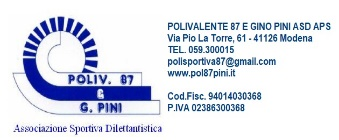 POLIV. 87
&
G. PINI
Associazione Sportiva Dilettantistica
POLIVALENTE 87 E GINO PINI ASD APS
Via Pio La Torre, 61 - 41126 Modena
TEL. 059.300015
polisportiva87@gmail.com
www.pol87pini.it
Cod.Fisc. 94014030368
P.IVA 02386300368